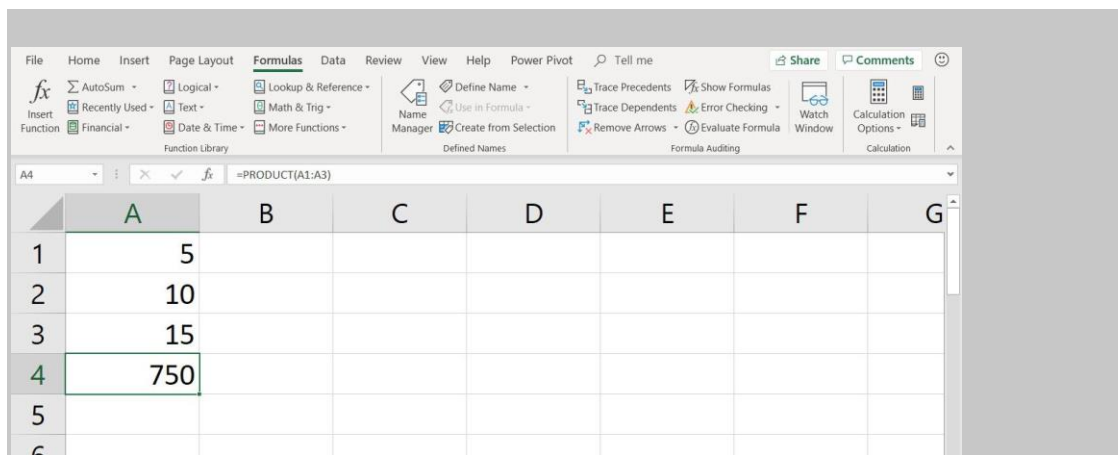 File Home Insert Page Layout Formulas Data Review View Help Power Pivot Tell me Share Comments
fx Insert Function
AutoSum
Recently Used
Financial
Logical
Text
Date & Time
Lookup & Reference
Math & Trig
More Functions
Function Library
Name Manager
Define Name
Use in Formula
Create from Selection
Defined Names
Trace Precedents
Trace Dependents
Remove Arrows
Show Formulas
Error Checking
Evaluate Formula
Formula Auditing
Watch Window
Calculation Options
Calculation
A4 fx =PRODUCT(A1:A3)
A B C D E F G
1 5
2 10
3 15
4 750
5
6